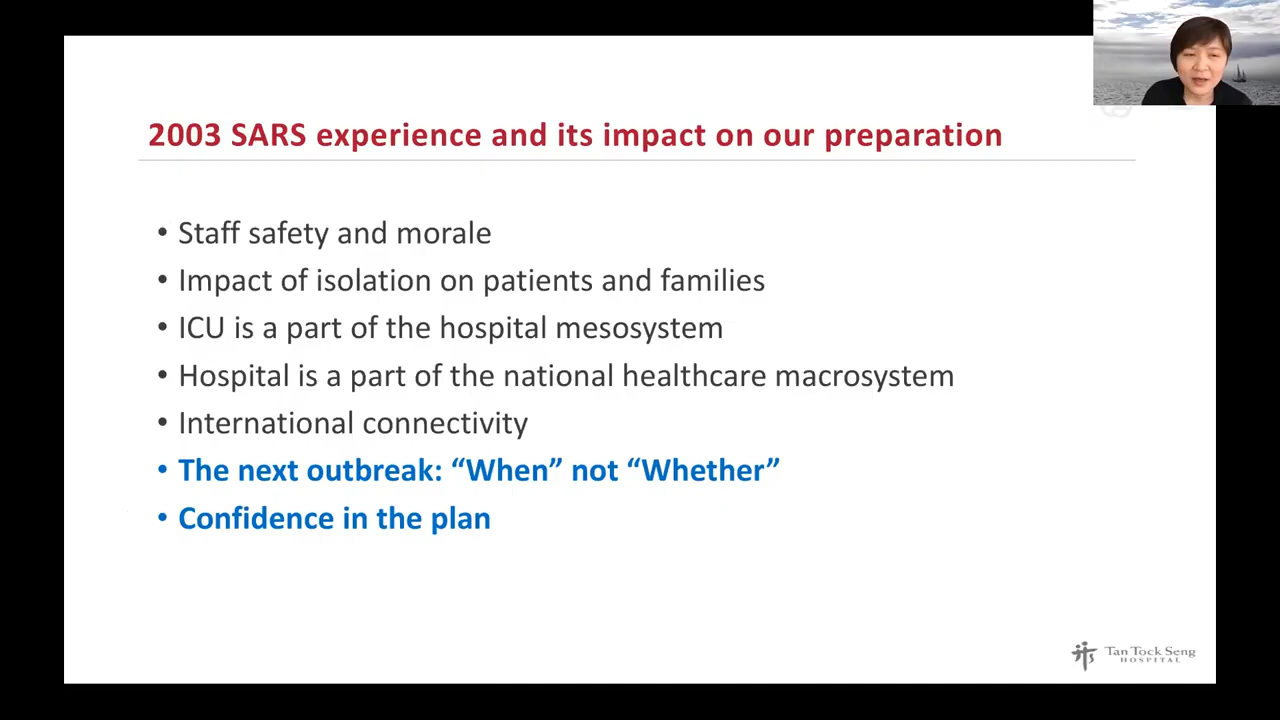 2003 SARS experience and its impact on our preparation
• Staff safety and morale
• Impact of isolation on patients and families
• ICU is a part of the hospital mesosystem
• Hospital is a part of the national healthcare macrosystem
• International connectivity
• The next outbreak: “When” not “Whether”
• Confidence in the plan
Tan Tock Seng
HOSPITAL